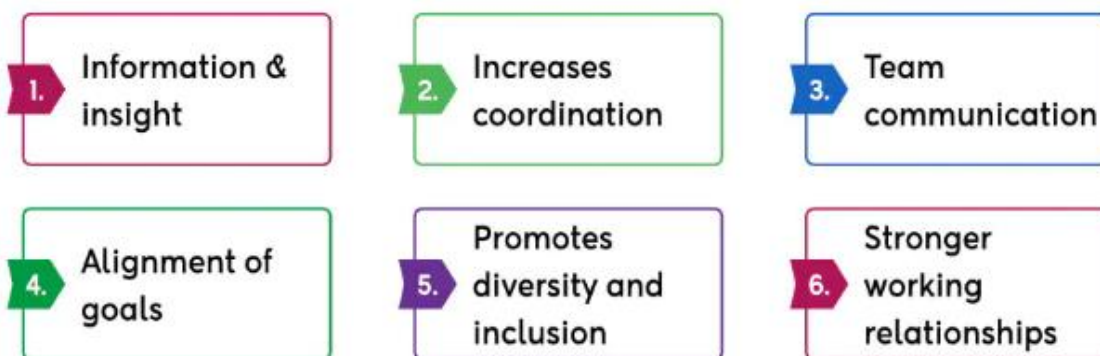 1. Information &
insight
2. Increases
coordination
3. Team
communication
4. Alignment of
goals
5. Promotes
diversity and
inclusion
6. Stronger
working
relationships